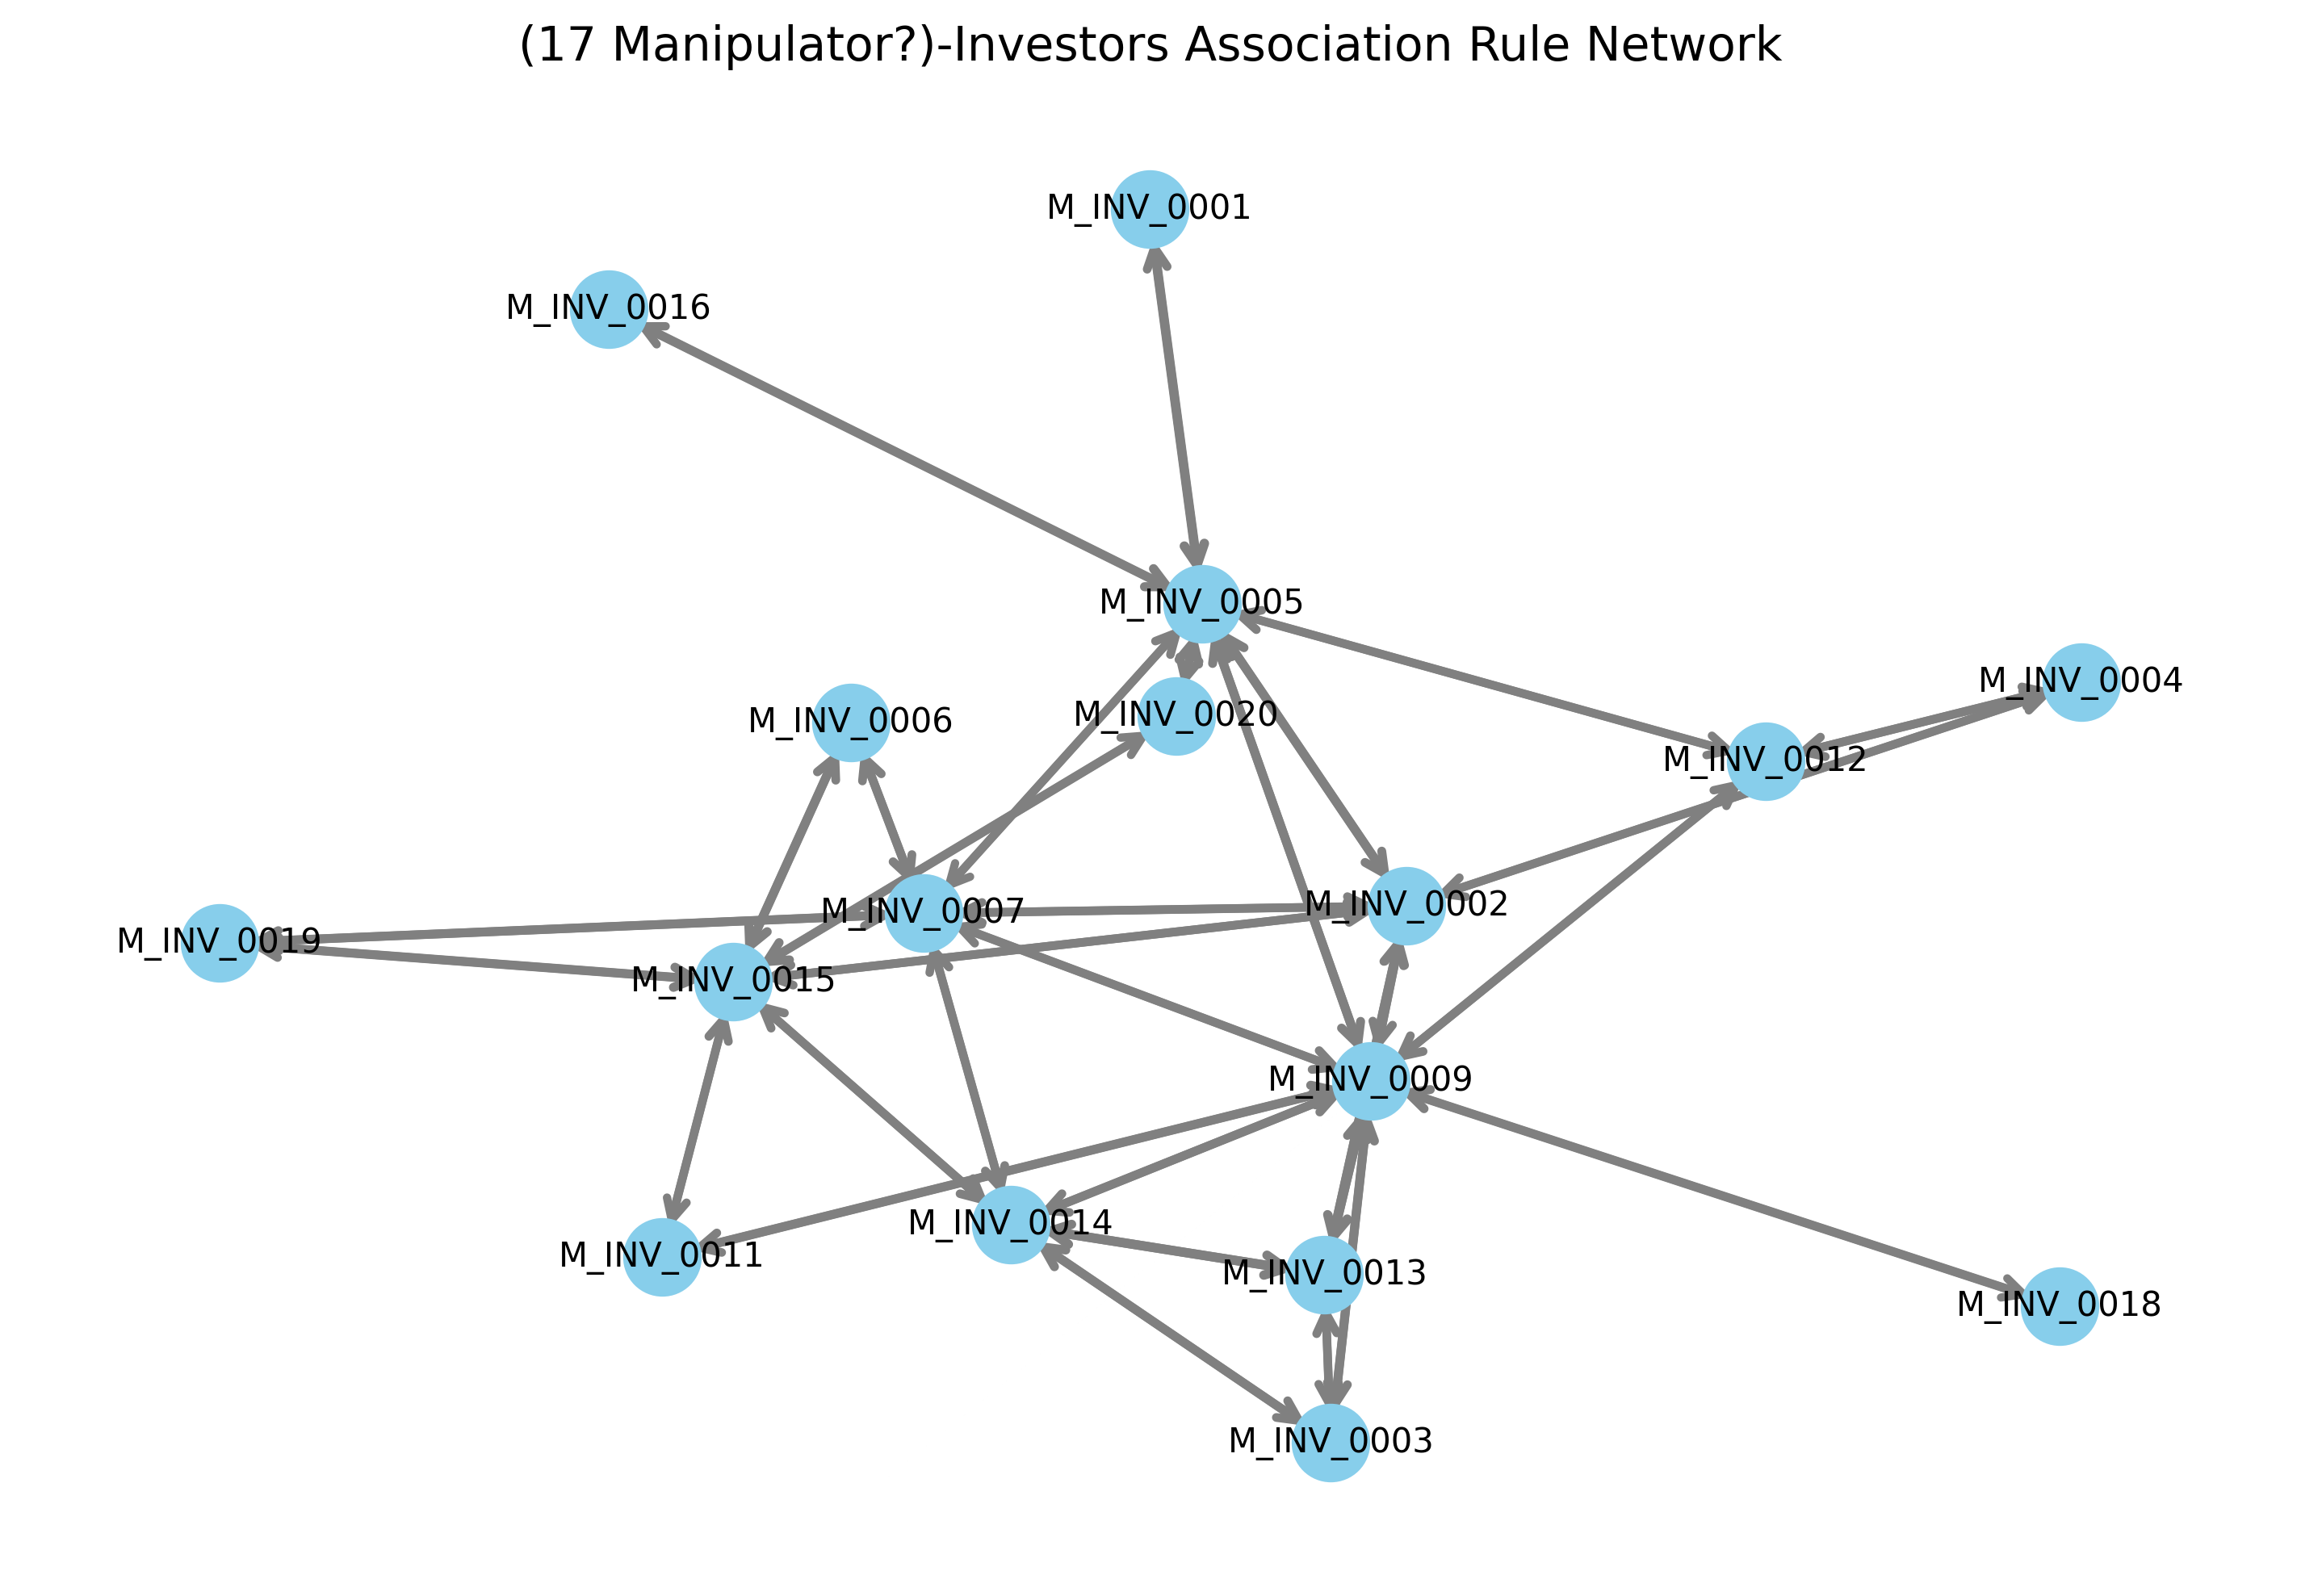 (17 Manipulator?)-Investors Association Rule Network
M_INV_0001
M_INV_0016
M_INV_0005
M_INV_0004
M_INV_0020
M_INV_0006
M_INV_0012
M_INV_0002
M_INV_0007
M_INV_0019
M_INV_0015
M_INV_0009
M_INV_0014
M_INV_0011
M_INV_0013
M_INV_0018
M_INV_0003